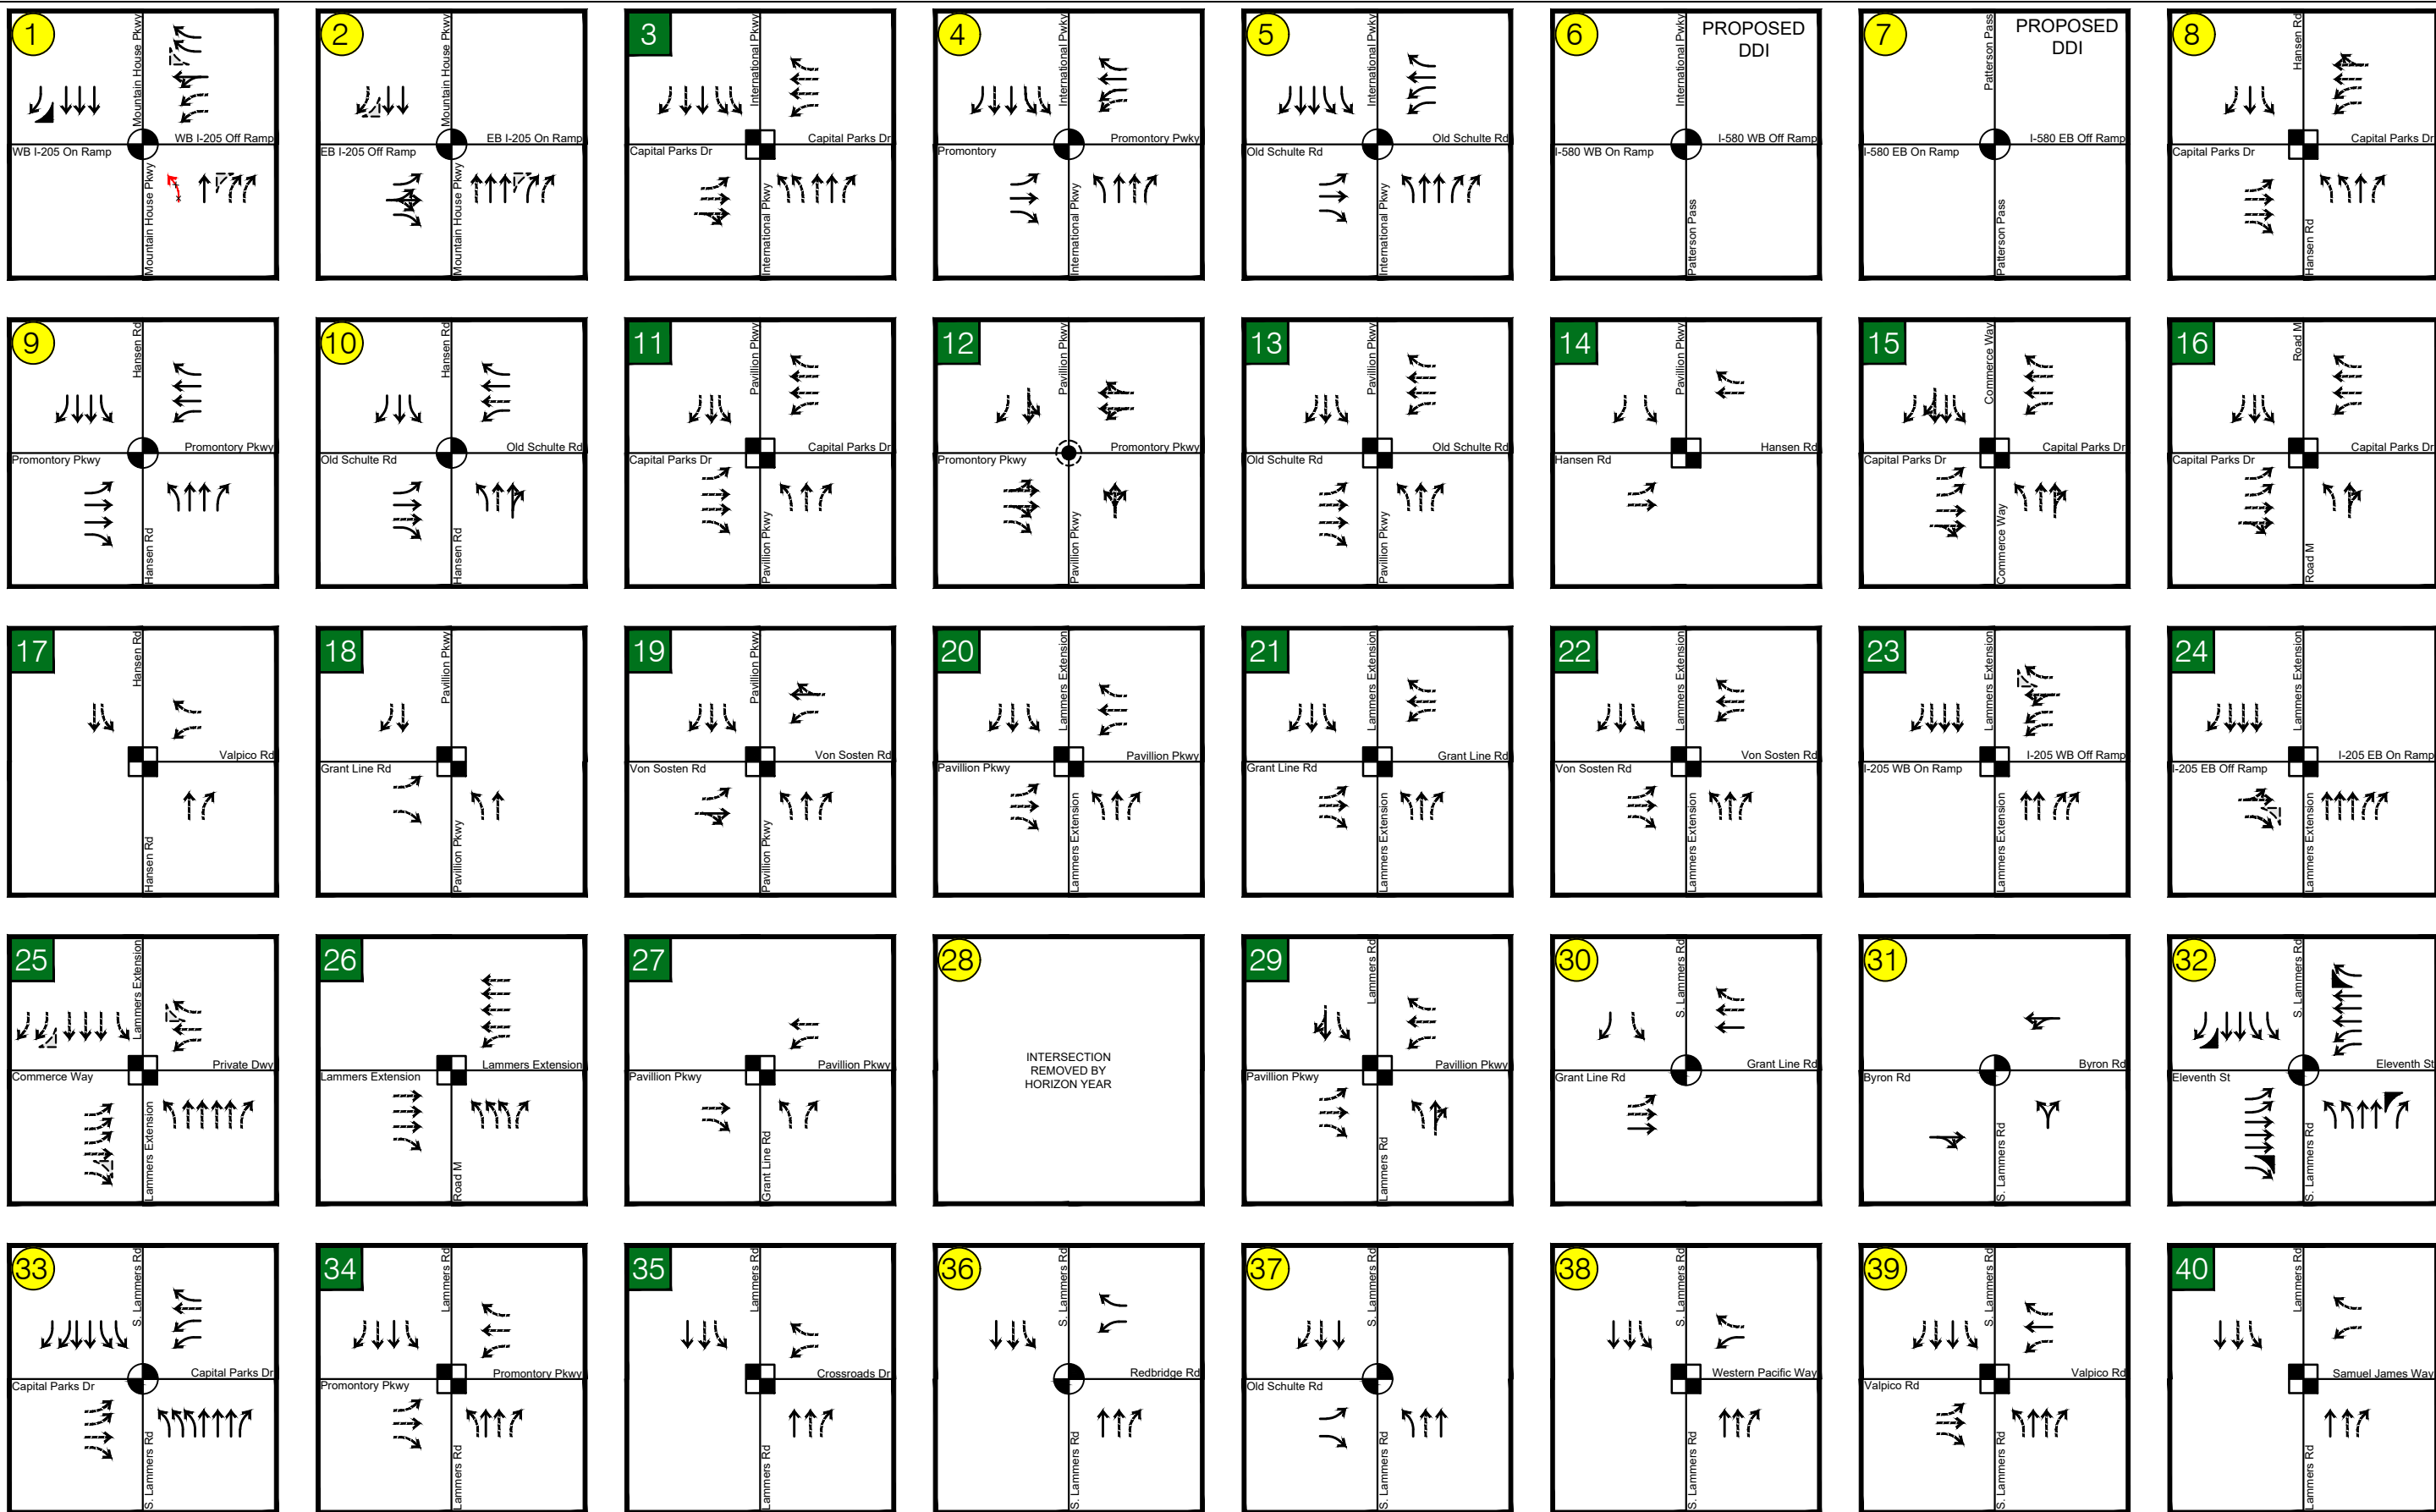 1
Mountain House Pkwy
WB I-205 Off Ramp
WB I-205 On Ramp
Mountain House Pkwy
2
Mountain House Pkwy
EB I-205 On Ramp
EB I-205 Off Ramp
Mountain House Pkwy
3
International Pkwy
Capital Parks Dr
Capital Parks Dr
International Pkwy
4
International Pwky
Promontory Pwky
Promontory
International Pkwy
5
International Pwky
Old Schulte Rd
Old Schulte Rd
International Pkwy
6
PROPOSED
DDI
International Pwky
I-580 WB Off Ramp
I-580 WB On Ramp
Patterson Pass
7
PROPOSED
DDI
Patterson Pass
I-580 EB Off Ramp
I-580 EB On Ramp
Patterson Pass
8
Hansen Rd
Capital Parks Dr
Capital Parks Dr
Hansen Rd
9
Hansen Rd
Promontory Pkwy
Promontory Pkwy
Hansen Rd
10
Hansen Rd
Old Schulte Rd
Old Schulte Rd
Hansen Rd
11
Pavillion Pkwy
Capital Parks Dr
Capital Parks Dr
Pavillion Pkwy
12
Pavillion Pkwy
Promontory Pkwy
Promontory Pkwy
Pavillion Pkwy
13
Pavillion Pkwy
Old Schulte Rd
Old Schulte Rd
Pavillion Pkwy
14
Pavillion Pkwy
Hansen Rd
Hansen Rd
15
Commerce Way
Capital Parks Dr
Capital Parks Dr
Commerce Way
16
Road M
Capital Parks Dr
Capital Parks Dr
Road M
17
Hansen Rd
Valpico Rd
Hansen Rd
18
Pavillion Pkwy
Grant Line Rd
Pavillion Pkwy
19
Pavillion Pkwy
Von Sosten Rd
Von Sosten Rd
Pavillion Pkwy
20
Lammers Extension
Pavillion Pkwy
Pavillion Pkwy
Lammers Extension
21
Lammers Extension
Grant Line Rd
Grant Line Rd
Lammers Extension
22
Lammers Extension
Von Sosten Rd
Von Sosten Rd
Lammers Extension
23
Lammers Extension
I-205 WB Off Ramp
I-205 WB On Ramp
Lammers Extension
24
Lammers Extension
I-205 EB On Ramp
I-205 EB Off Ramp
Lammers Extension
25
Lammers Extension
Private Dwy
Commerce Way
Lammers Extension
26
Lammers Extension
Lammers Extension
Road M
27
Pavillion Pkwy
Pavillion Pkwy
Grant Line Rd
28
INTERSECTION
REMOVED BY
HORIZON YEAR
29
Lammers Rd
Pavillion Pkwy
Pavillion Pkwy
Lammers Rd
30
S. Lammers Rd
Grant Line Rd
Grant Line Rd
31
Byron Rd
Byron Rd
S. Lammers Rd
32
S. Lammers Rd
Eleventh St
Eleventh St
S. Lammers Rd
33
S. Lammers Rd
Capital Parks Dr
Capital Parks Dr
S. Lammers Rd
34
Lammers Rd
Promontory Pkwy
Promontory Pkwy
Lammers Rd
35
Lammers Rd
Crossroads Dr
Lammers Rd
36
S. Lammers Rd
Redbridge Rd
S. Lammers Rd
37
S. Lammers Rd
Old Schulte Rd
S. Lammers Rd
38
S. Lammers Rd
Western Pacific Way
S. Lammers Rd
39
S. Lammers Rd
Valpico Rd
Valpico Rd
S. Lammers Rd
40
Lammers Rd
Samuel James Way
Lammers Rd